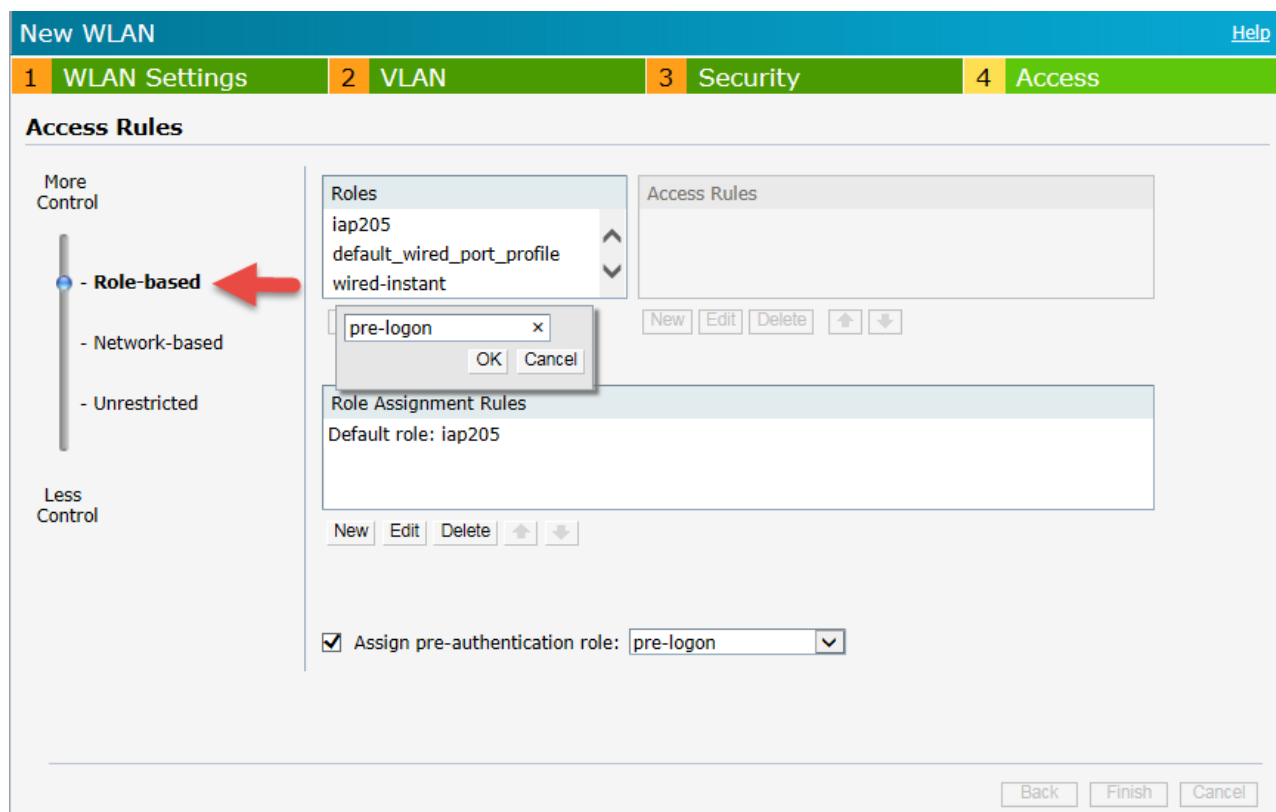 New WLAN Help
1 WLAN Settings 2 VLAN 3 Security 4 Access
Access Rules
More
Control
- Role-based
- Network-based
- Unrestricted
Less
Control
Roles
iap205
default_wired_port_profile
wired-instant
Access Rules
New Edit Delete
pre-logon ×
OK Cancel
Role Assignment Rules
Default role: iap205
New Edit Delete
Assign pre-authentication role: pre-logon
Back Finish Cancel